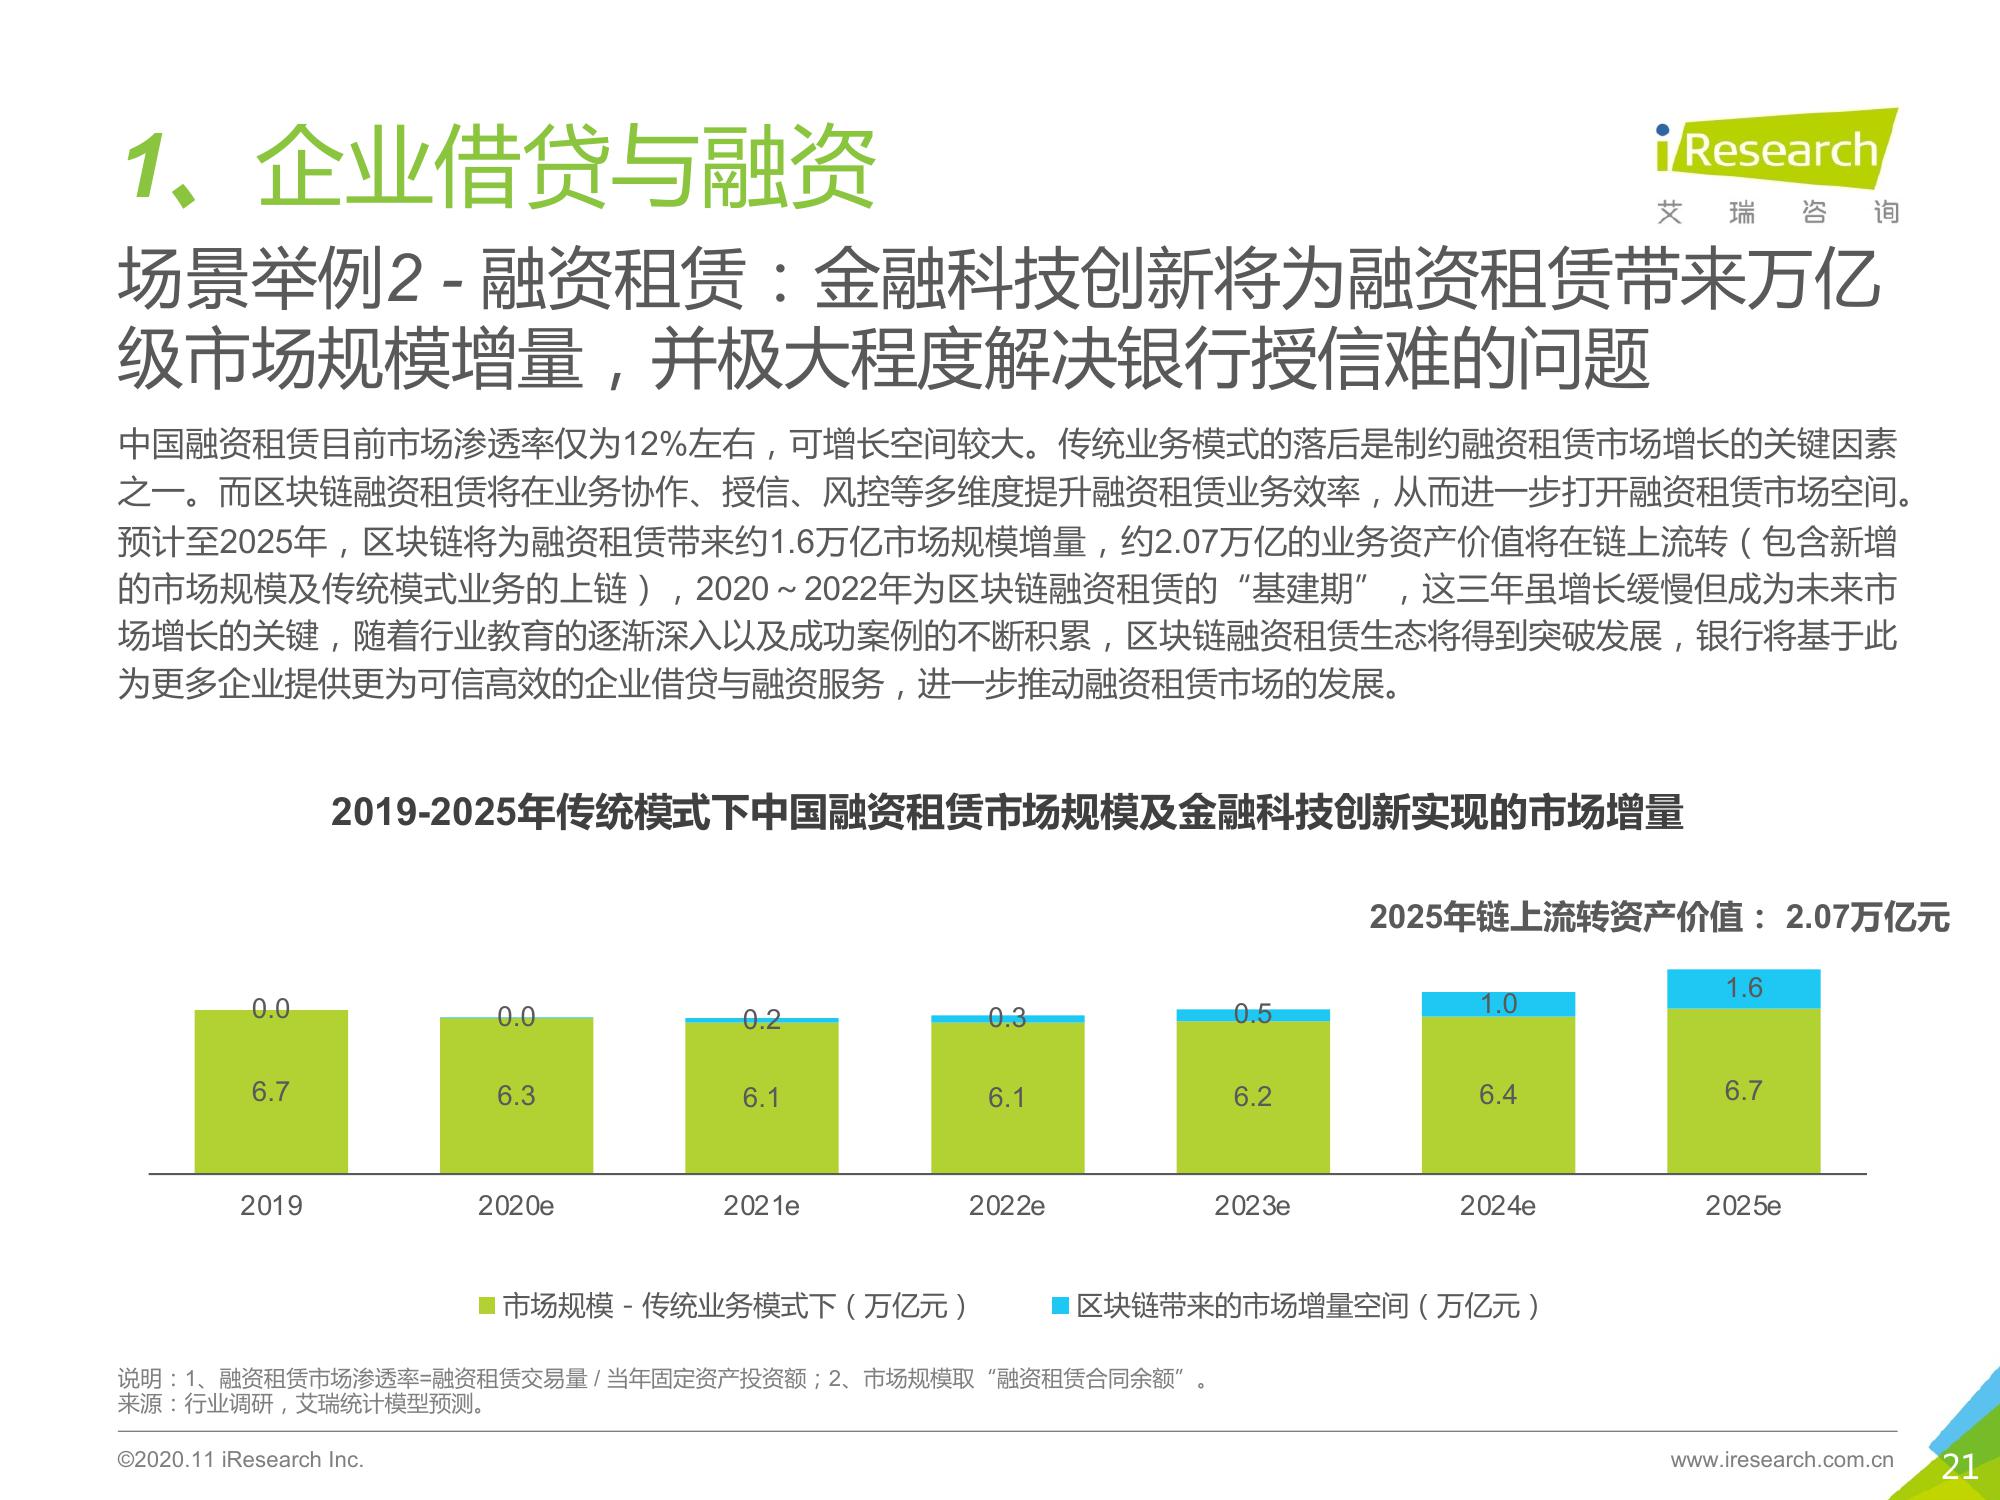 1、企业借贷与融资
iResearch
艾瑞咨询
场景举例2 - 融资租赁：金融科技创新将为融资租赁带来万亿
级市场规模增量，并极大程度解决银行授信难的问题
中国融资租赁目前市场渗透率仅为12%左右，可增长空间较大。传统业务模式的落后是制约融资租赁市场增长的关键因素
之一。而区块链融资租赁将在业务协作、授信、风控等多维度提升融资租赁业务效率，从而进一步打开融资租赁市场空间。
预计至2025年，区块链将为融资租赁带来约1.6万亿市场规模增量，约2.07万亿的业务资产价值将在链上流转（包含新增
的市场规模及传统模式业务的上链），2020～2022年为区块链融资租赁的“基建期”，这三年虽增长缓慢但成为未来市
场增长的关键，随着行业教育的逐渐深入以及成功案例的不断积累，区块链融资租赁生态将得到突破发展，银行将基于此
为更多企业提供更为可信高效的企业借贷与融资服务，进一步推动融资租赁市场的发展。
2019-2025年传统模式下中国融资租赁市场规模及金融科技创新实现的市场增量
2025年链上流转资产价值： 2.07万亿元
0.0 0.0 0.2 0.3 0.5 1.0 1.6
6.7 6.3 6.1 6.1 6.2 6.4 6.7
2019 2020e 2021e 2022e 2023e 2024e 2025e
市场规模 - 传统业务模式下（万亿元） 区块链带来的市场增量空间（万亿元）
说明：1、融资租赁市场渗透率=融资租赁交易量 / 当年固定资产投资额；2、市场规模取“融资租赁合同余额”。
来源：行业调研，艾瑞统计模型预测。
©2020.11 iResearch Inc. www.iresearch.com.cn 21